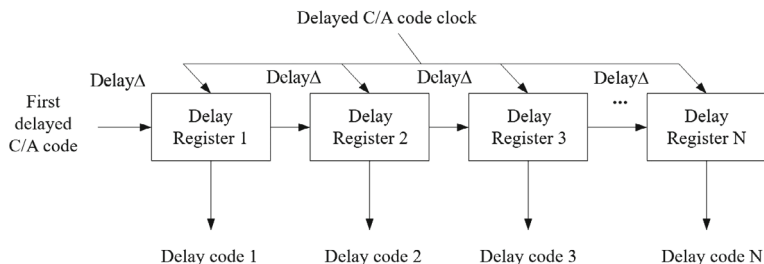 Delayed C/A code clock
DelayΔ
DelayΔ
DelayΔ
DelayΔ
First
delayed
C/A code
Delay
Register 1
Delay
Register 2
Delay
Register 3
...
Delay
Register N
Delay code 1
Delay code 2
Delay code 3
Delay code N